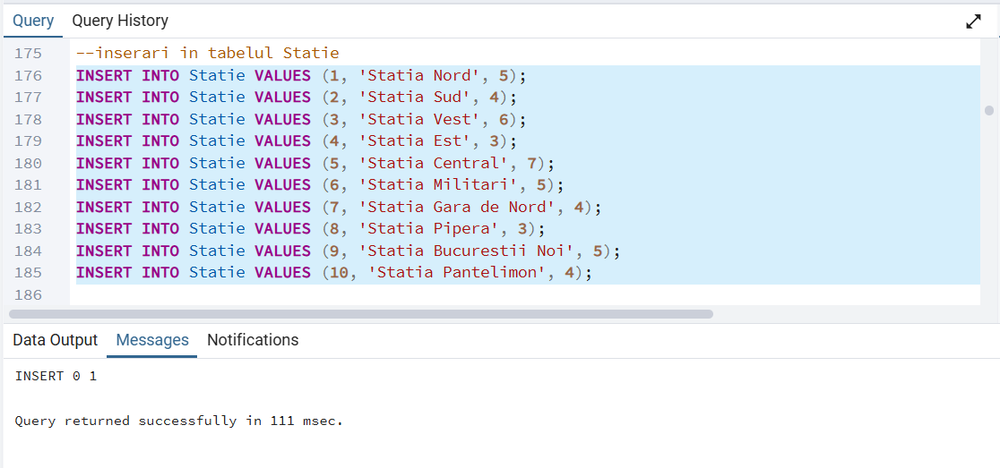 Query Query History
175 --inserari in tabelul Statie
176 INSERT INTO Statie VALUES (1, 'Statia Nord', 5);
177 INSERT INTO Statie VALUES (2, 'Statia Sud', 4);
178 INSERT INTO Statie VALUES (3, 'Statia Vest', 6);
179 INSERT INTO Statie VALUES (4, 'Statia Est', 3);
180 INSERT INTO Statie VALUES (5, 'Statia Central', 7);
181 INSERT INTO Statie VALUES (6, 'Statia Militari', 5);
182 INSERT INTO Statie VALUES (7, 'Statia Gara de Nord', 4);
183 INSERT INTO Statie VALUES (8, 'Statia Pipera', 3);
184 INSERT INTO Statie VALUES (9, 'Statia Bucurestii Noi', 5);
185 INSERT INTO Statie VALUES (10, 'Statia Pantelimon', 4);
186
Data Output Messages Notifications
INSERT 0 1
Query returned successfully in 111 msec.